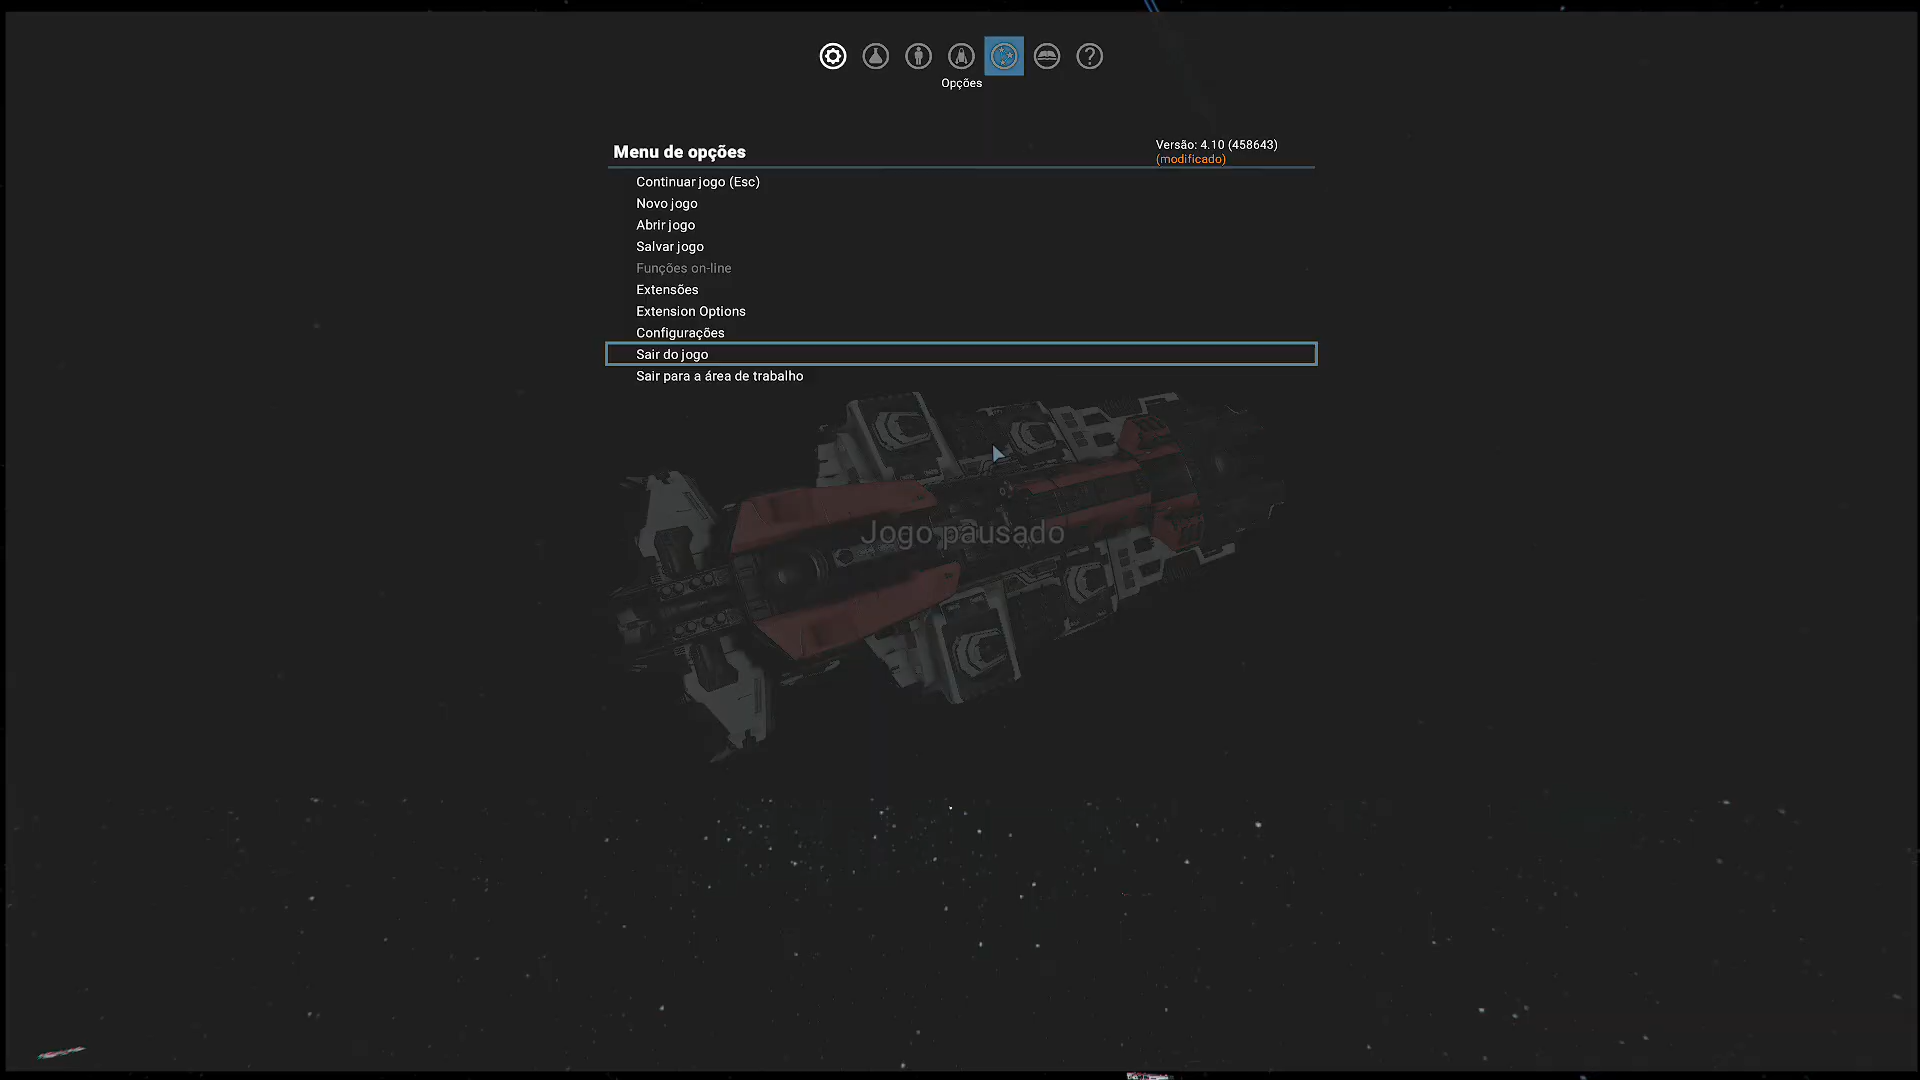 Opções
Menu de opções
Versão: 4.10 (458643)
(modificado)
Continuar jogo (Esc)
Novo jogo
Abrir jogo
Salvar jogo
Funções on-line
Extensões
Extension Options
Configurações
Sair do jogo
Sair para a área de trabalho
Jogo pausado